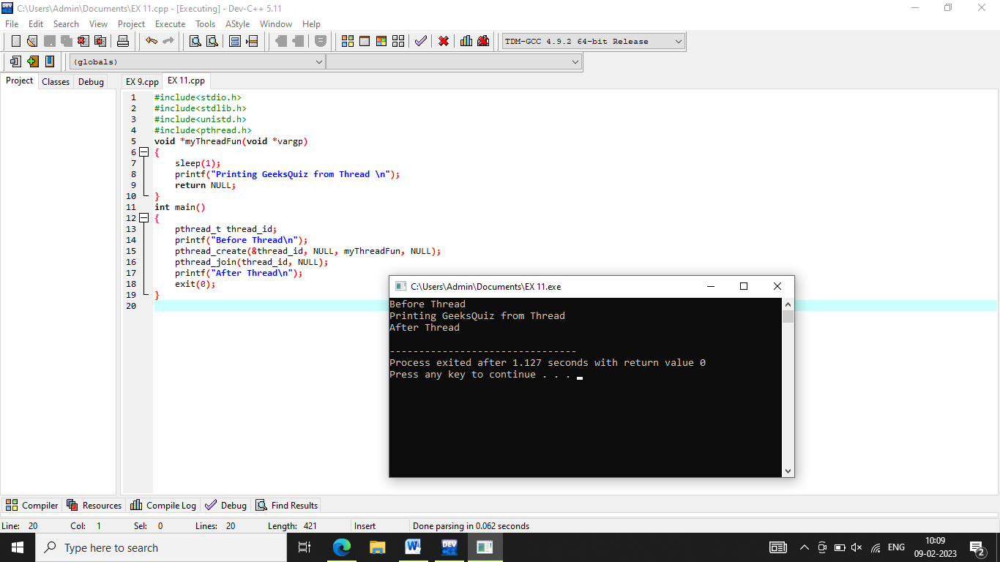 C:\Users\Admin\Documents\EX 11.cpp - [Executing] - Dev-C++ 5.11
File Edit Search View Project Execute Tools AStyle Window Help
TDM-GCC 4.9.2 64-bit Release
(globals)
Project Classes Debug EX 9.cpp EX 11.cpp
1 #include<stdio.h>
2 #include<stdlib.h>
3 #include<unistd.h>
4 #include<pthread.h>
5 void *myThreadFun(void *vargp)
6 {
7 sleep(1);
8 printf("Printing GeeksQuiz from Thread \n");
9 return NULL;
10 }
11 int main()
12 {
13 pthread_t thread_id;
14 printf("Before Thread\n");
15 pthread_create(&thread_id, NULL, myThreadFun, NULL);
16 pthread_join(thread_id, NULL);
17 printf("After Thread\n");
18 exit(0);
19 }
20
C:\Users\Admin\Documents\EX 11.exe
Before Thread
Printing GeeksQuiz from Thread
After Thread
--------------------------------
Process exited after 1.127 seconds with return value 0
Press any key to continue . . .
Compiler Resources Compile Log Debug Find Results
Line: 20 Col: 1 Sel: 0 Lines: 20 Length: 421 Insert Done parsing in 0.062 seconds
Type here to search
DEV
ENG
10:09
09-02-2023
2